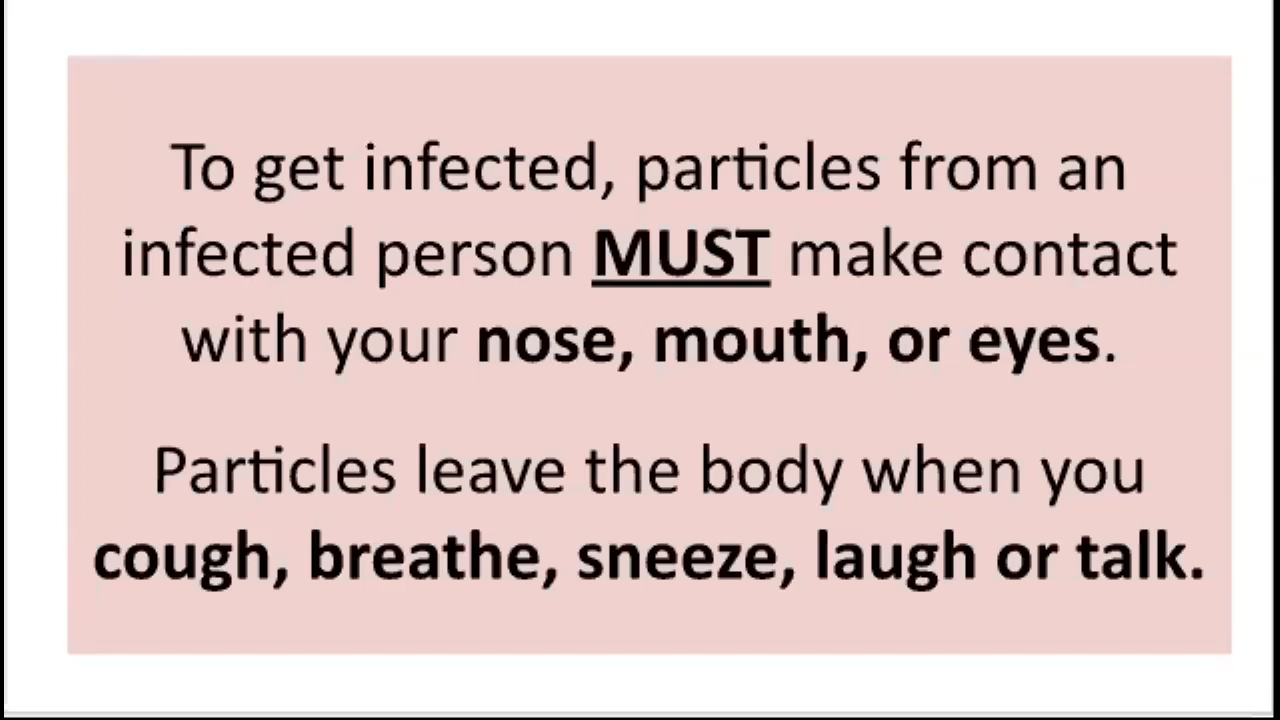 To get infected, particles from an
infected person MUST make contact
with your nose, mouth, or eyes.
Particles leave the body when you
cough, breathe, sneeze, laugh or talk.